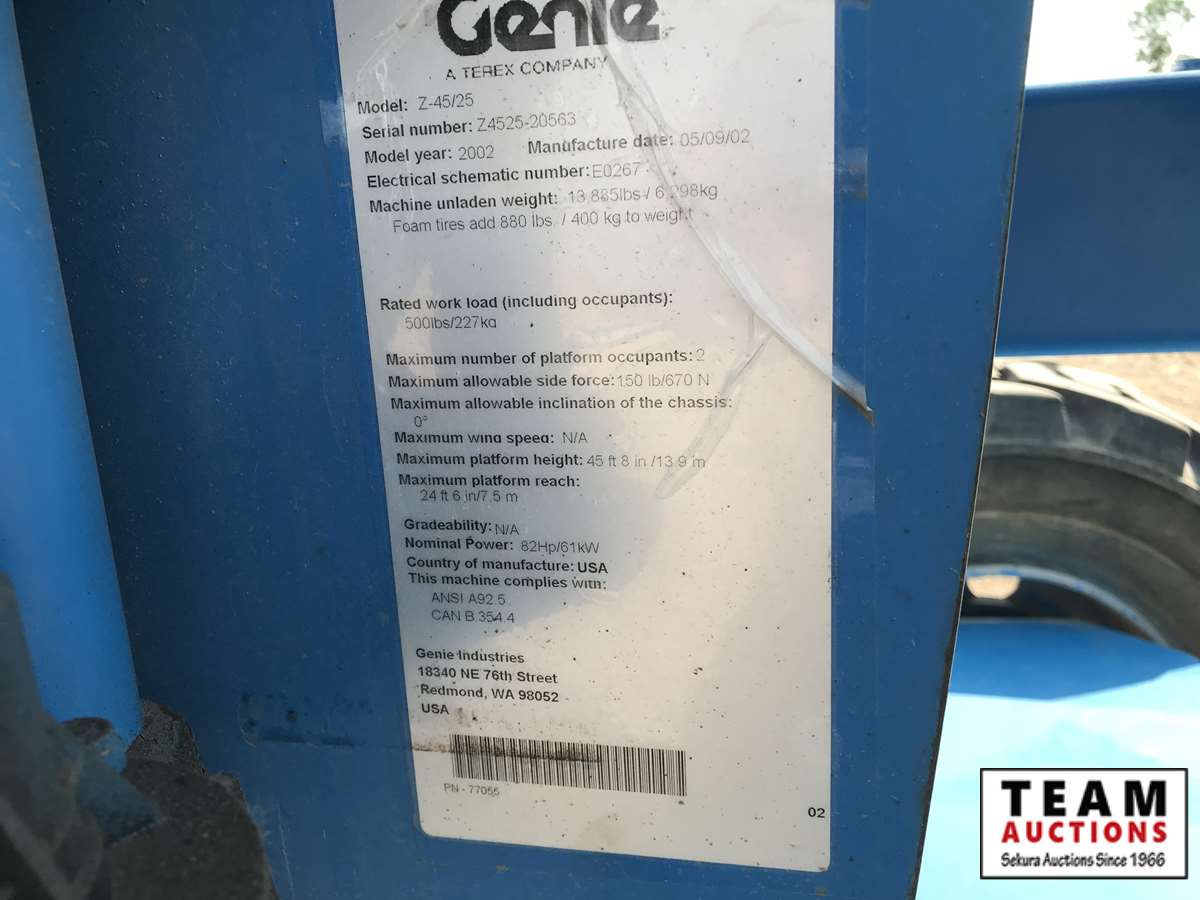 Genie
A TEREX COMPANY
Model: Z-45/25
Serial number: Z4525-20563
Model year: 2002 Manufacture date: 05/09/02
Electrical schematic number: E0267
Machine unladen weight: 13,885lbs / 6,298kg
Foam tires add 880 lbs. / 400 kg to weight
Rated work load (including occupants):
500lbs/227kg
Maximum number of platform occupants: 2
Maximum allowable side force: 150 lb/670 N
Maximum allowable inclination of the chassis:
0°
Maximum wind speed: N/A
Maximum platform height: 45 ft 8 in /13.9 m
Maximum platform reach:
24 ft 6 in/7.5 m
Gradeability: N/A
Nominal Power: 82Hp/61kW
Country of manufacture: USA
This machine complies with:
ANSI A92.5
CAN B 354.4
Genie Industries
18340 NE 76th Street
Redmond, WA 98052
USA
PN - 77055
02
TEAM
AUCTIONS
Sekura Auctions Since 1966